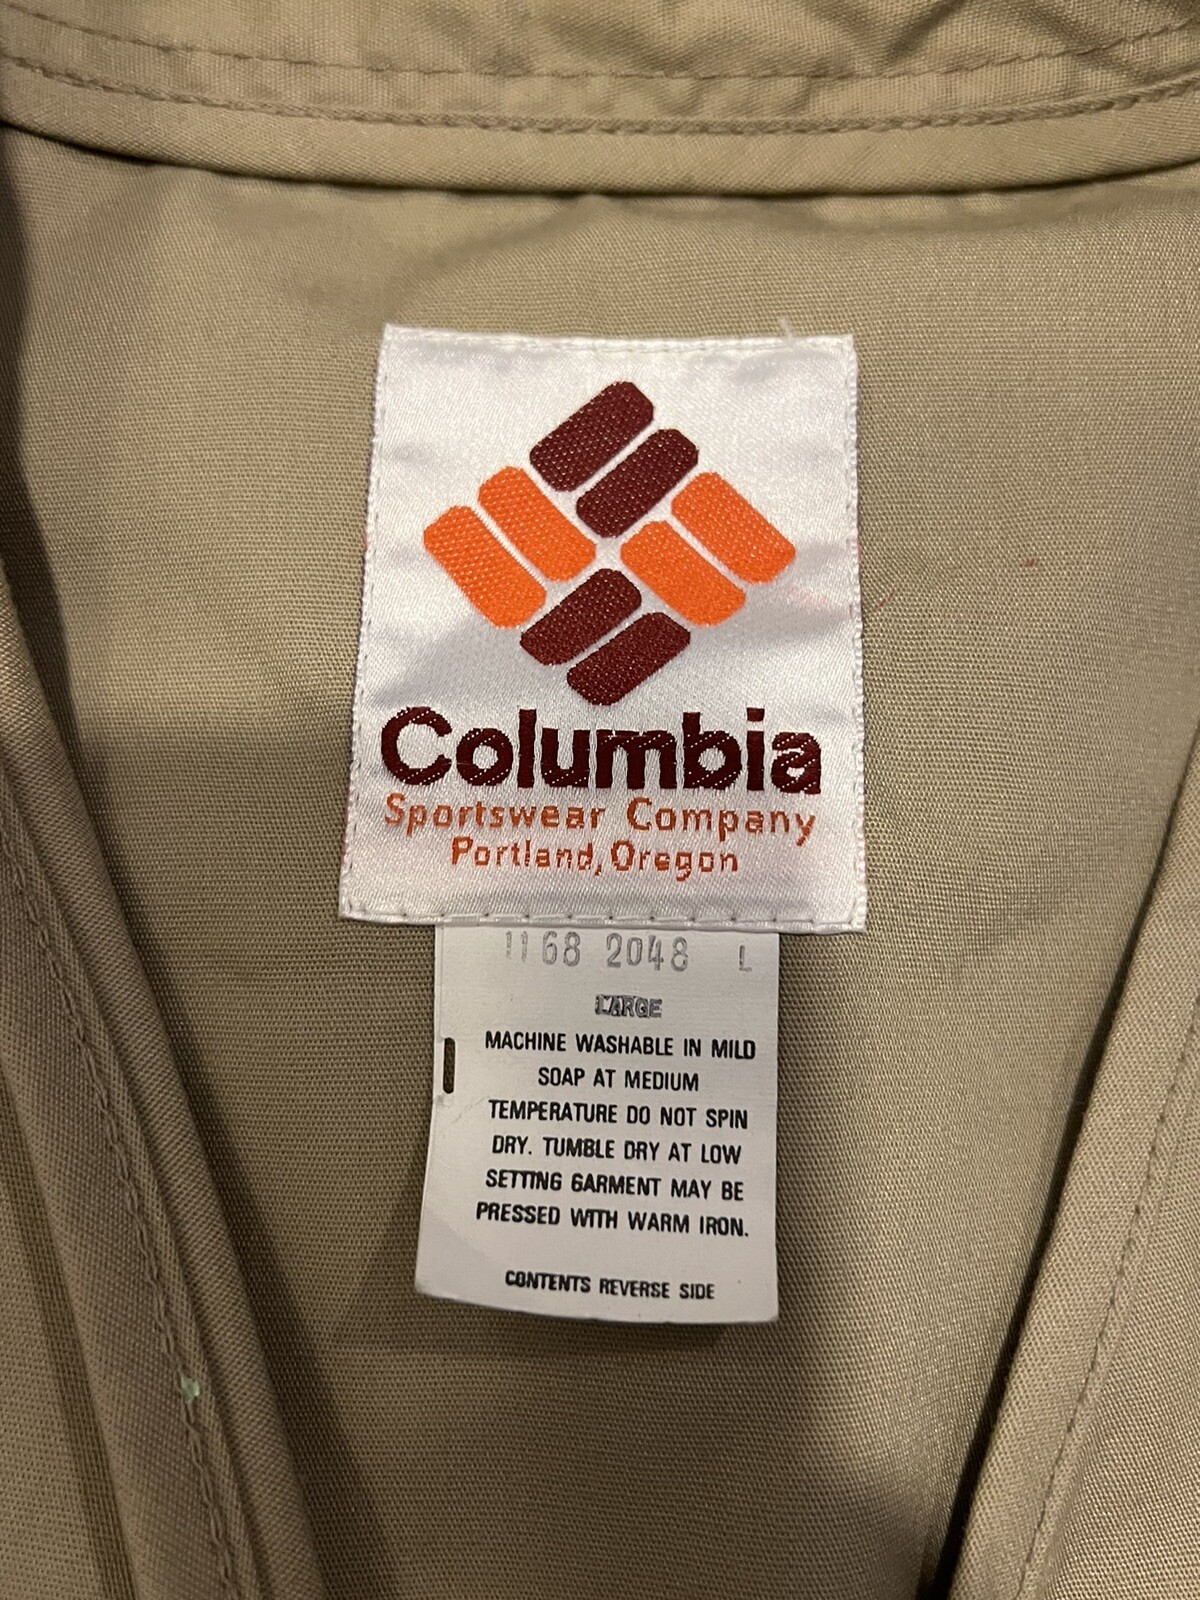 Columbia
Sportswear Company
Portland, Oregon
1168 2048 L
LARGE
MACHINE WASHABLE IN MILD
SOAP AT MEDIUM
TEMPERATURE DO NOT SPIN
DRY. TUMBLE DRY AT LOW
SETTING GARMENT MAY BE
PRESSED WITH WARM IRON.
CONTENTS REVERSE SIDE